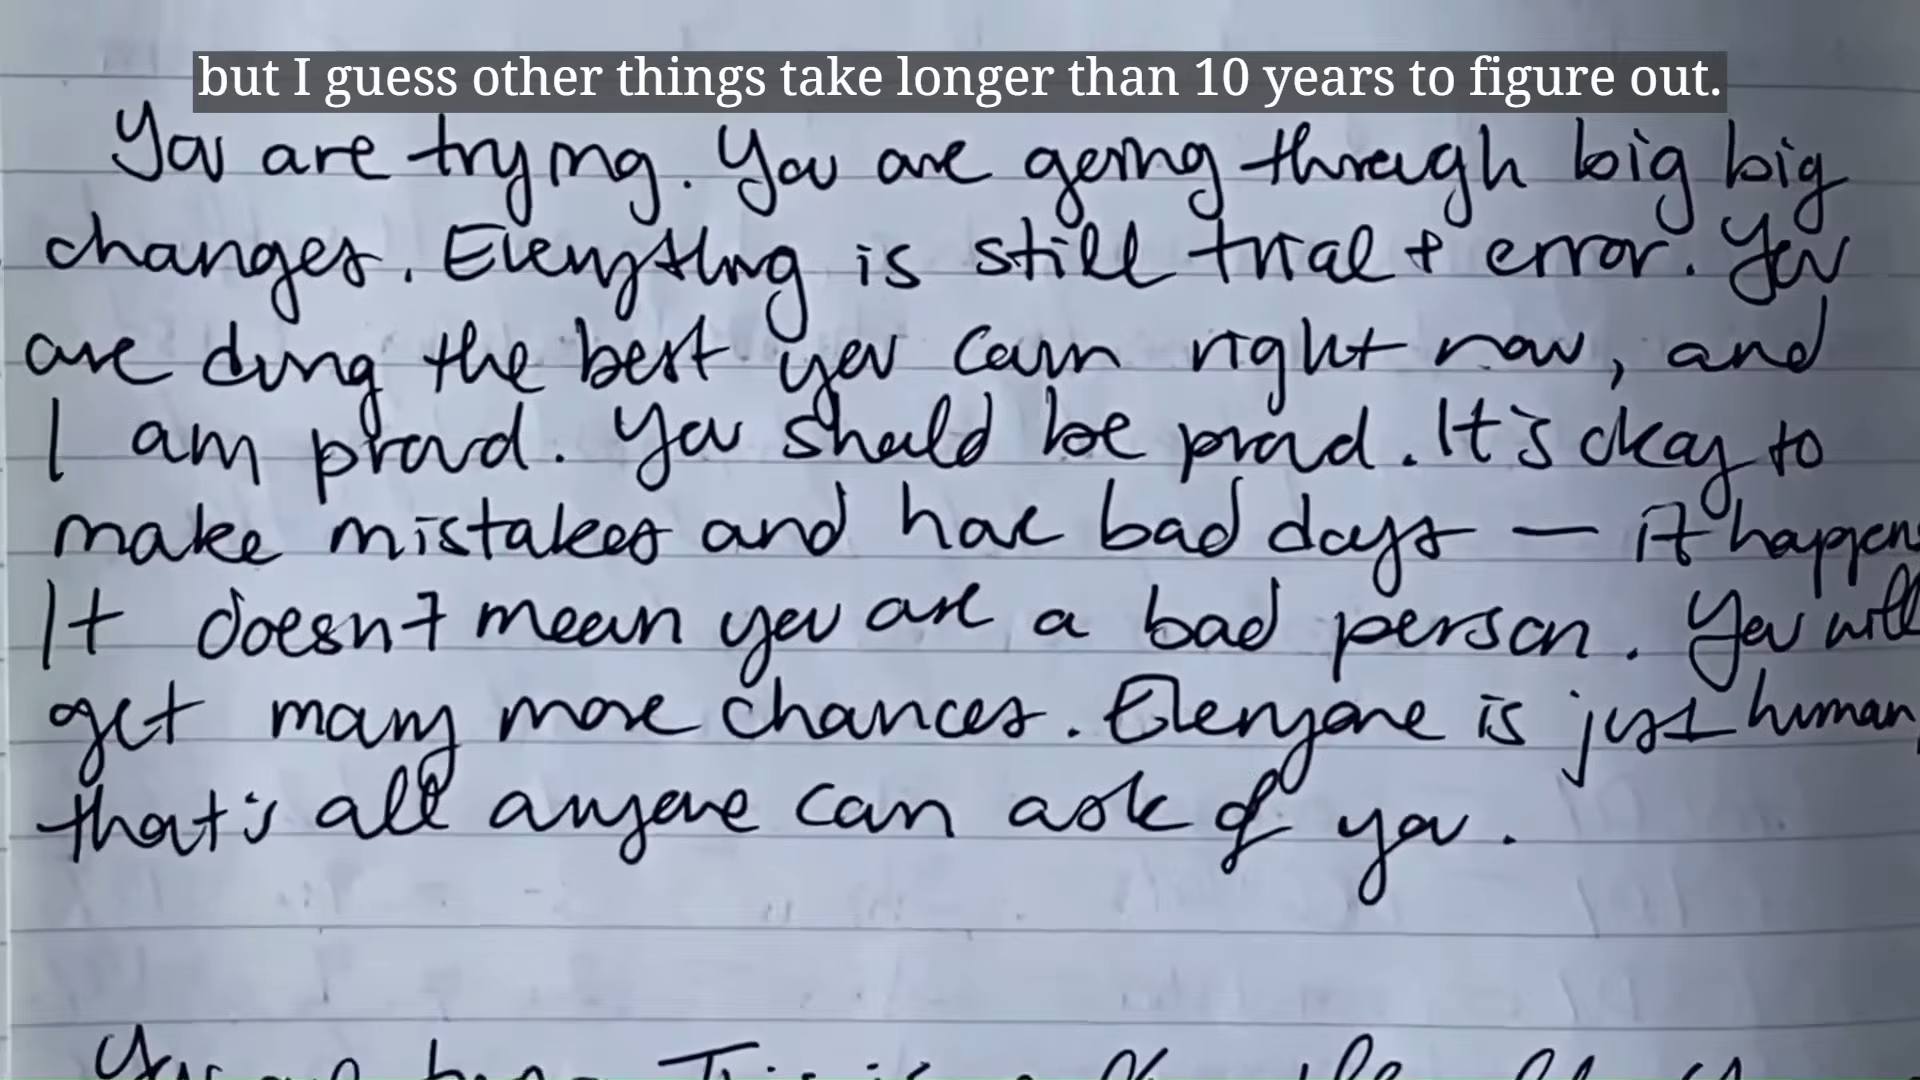 but I guess other things take longer than 10 years to figure out.
You are trying. You are going through big big
changes. Everything is still trial + error. You
are doing the best you can right now, and
I am proud. You should be proud. It's okay to
make mistakes and have bad days — it happens
It doesn't mean you are a bad person. You will
get many more chances. Everyone is just human,
that's all anyone can ask of you.